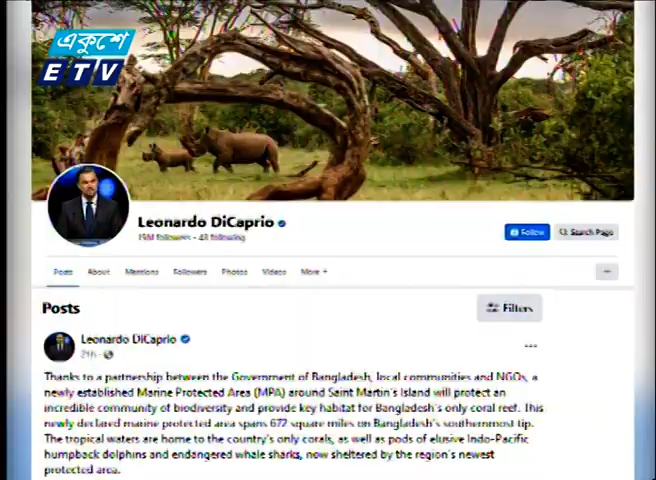 একুশে
ETV
Leonardo DiCaprio
19M followers • 43 following
Follow
Search Page
Posts
About
Mentions
Followers
Photos
Videos
More
Posts
Filters
Leonardo DiCaprio
21h
Thanks to a partnership between the Government of Bangladesh, local communities and NGOs, a
newly established Marine Protected Area (MPA) around Saint Martin's Island will protect an
incredible community of biodiversity and provide key habitat for Bangladesh's only coral reef. This
newly declared marine protected area spans 672 square miles on Bangladesh's southernmost tip.
The tropical waters are home to the country's only corals, as well as pods of elusive Indo-Pacific
humpback dolphins and endangered whale sharks, now sheltered by the region's newest
protected area.